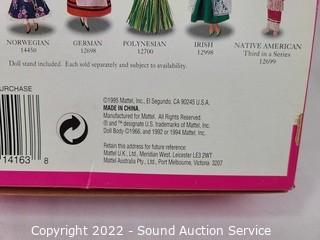 NORWEGIAN
14450
GERMAN
12698
POLYNESIAN
12700
IRISH
12998
NATIVE AMERICAN
Third in a Series
12699
Doll stand included. Each sold separately and subject to availability.
URCHASE
©1995 Mattel, Inc., El Segundo, CA 90245 U.S.A.
MADE IN CHINA.
Manufactured for Mattel. All Rights Reserved.
® and ™ designate U.S. trademarks of Mattel, Inc.
Doll Body ©1966, and 1992 or 1994 Mattel, Inc.
14163 8
Retain this address for future reference:
Mattel U.K., Ltd., Meridian West, Leicester LE3 2WT
Mattel Australia Pty., Ltd., Port Melbourne, Victoria 3207
Copyright 2022 - Sound Auction Service